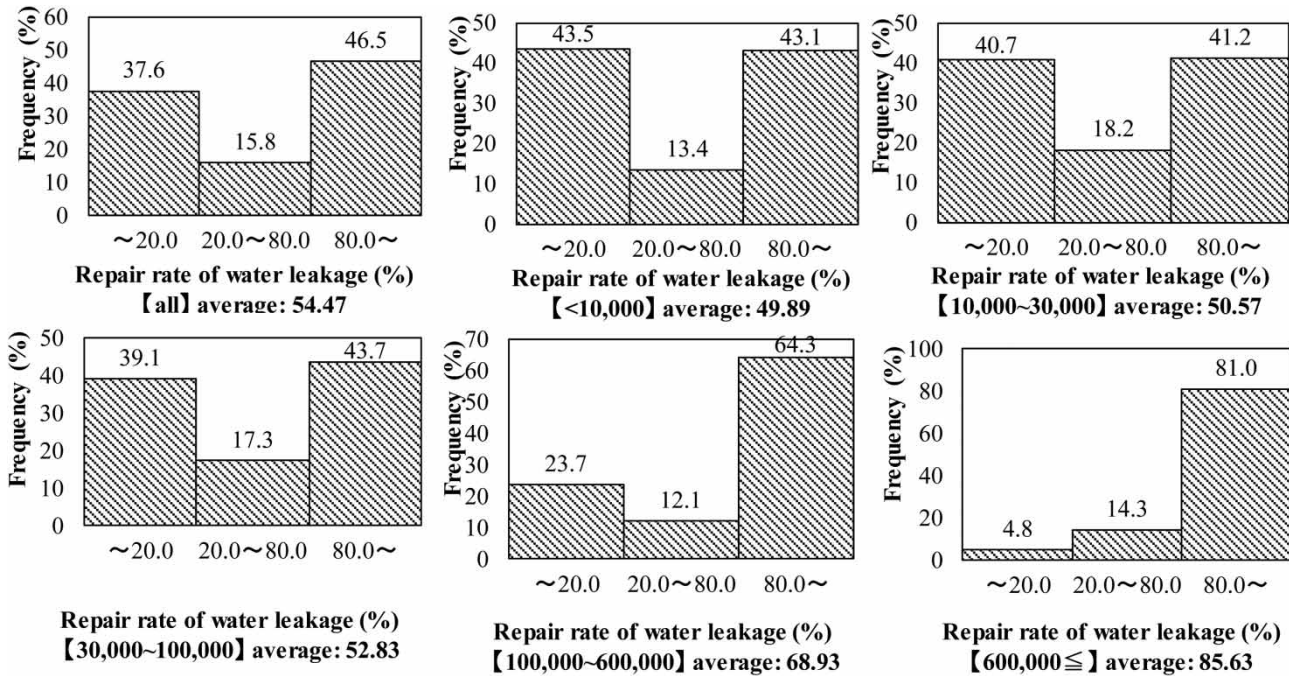 Frequency (%)
60
50
40
30
20
10
0
37.6
15.8
46.5
~20.0 20.0~80.0 80.0~
Repair rate of water leakage (%)
【all】average: 54.47
Frequency (%)
50
40
30
20
10
0
43.5
13.4
43.1
~20.0 20.0~80.0 80.0~
Repair rate of water leakage (%)
【<10,000】average: 49.89
Frequency (%)
50
40
30
20
10
0
40.7
18.2
41.2
~20.0 20.0~80.0 80.0~
Repair rate of water leakage (%)
【10,000~30,000】average: 50.57
Frequency (%)
50
40
30
20
10
0
39.1
17.3
43.7
~20.0 20.0~80.0 80.0~
Repair rate of water leakage (%)
【30,000~100,000】average: 52.83
Frequency (%)
70
60
50
40
30
20
10
0
23.7
12.1
64.3
~20.0 20.0~80.0 80.0~
Repair rate of water leakage (%)
【100,000~600,000】average: 68.93
Frequency (%)
100
80
60
40
20
0
4.8
14.3
81.0
~20.0 20.0~80.0 80.0~
Repair rate of water leakage (%)
【600,000≦】average: 85.63